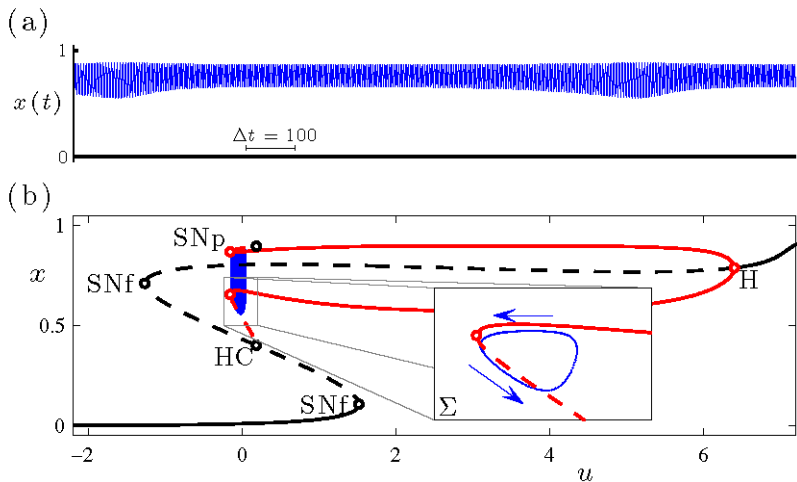 (a)
1
x(t)
Δt = 100
0
(b)
1
SNp
x
SNf
H
0.5
HC
SNf
Σ
0
−2 0 2 4 6
u